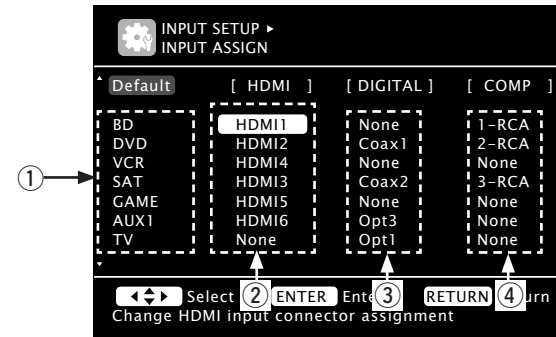 INPUT SETUP ▸
INPUT ASSIGN
Default [ HDMI ] [ DIGITAL ] [ COMP ]
BD HDMI1 None 1-RCA
DVD HDMI2 Coax1 2-RCA
VCR HDMI4 None None
① SAT HDMI3 Coax2 3-RCA
GAME HDMI5 None None
AUX1 HDMI6 Opt3 None
TV None Opt1 None
Select ② ENTER Ente ③ RETURN ④ urn
Change HDMI input connector assignment